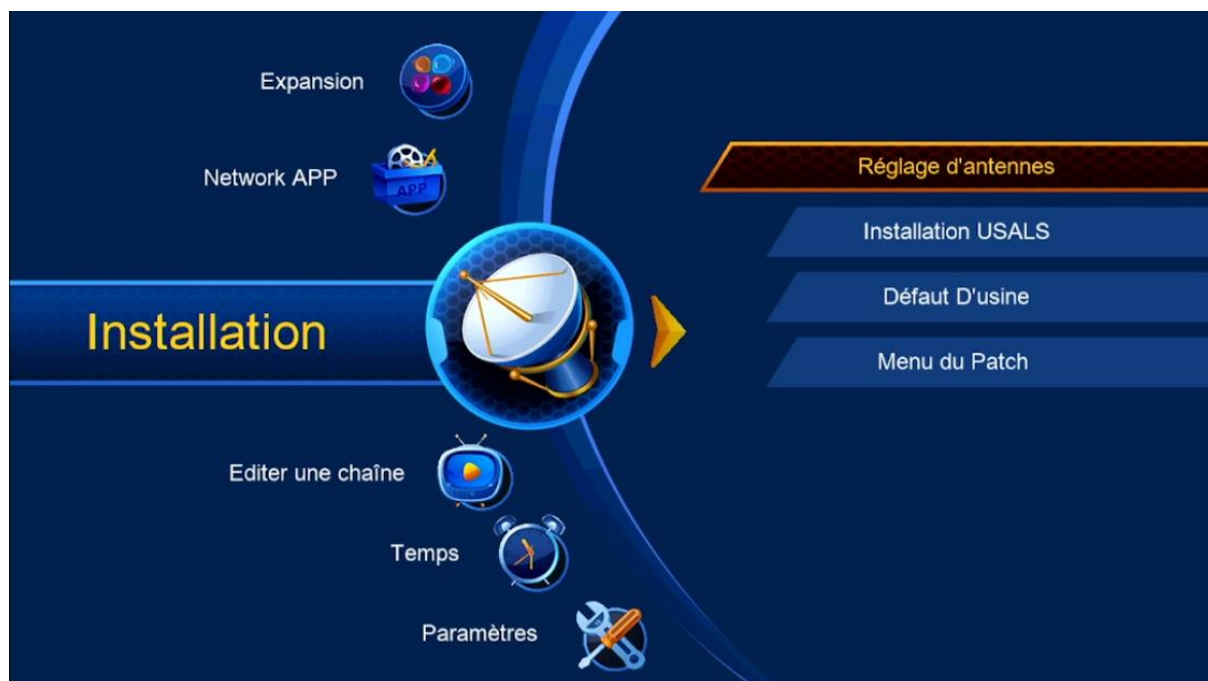 Expansion
Network APP
APP
Installation
Editer une chaîne
Temps
Paramètres
Réglage d'antennes
Installation USALS
Défaut D'usine
Menu du Patch